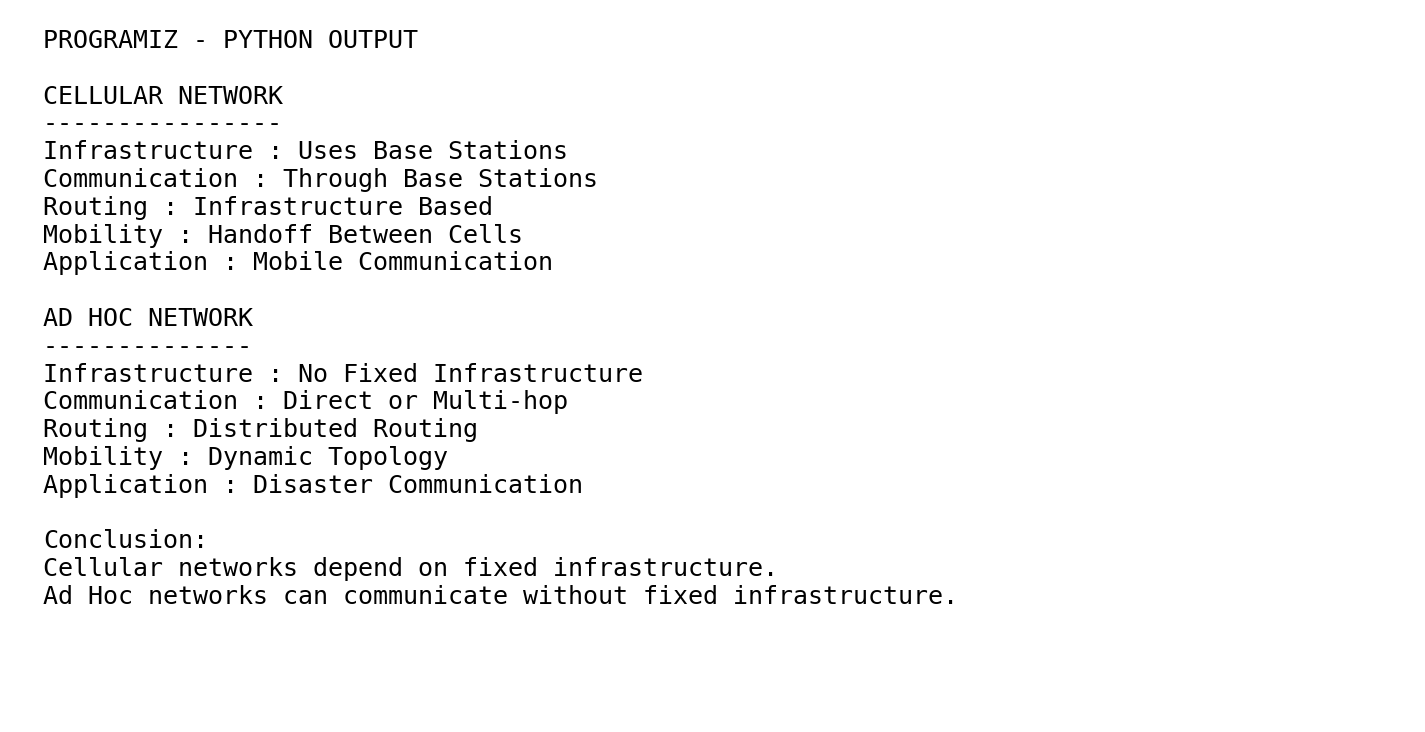 PROGRAMIZ - PYTHON OUTPUT
CELLULAR NETWORK
----------------
Infrastructure : Uses Base Stations
Communication : Through Base Stations
Routing : Infrastructure Based
Mobility : Handoff Between Cells
Application : Mobile Communication
AD HOC NETWORK
--------------
Infrastructure : No Fixed Infrastructure
Communication : Direct or Multi-hop
Routing : Distributed Routing
Mobility : Dynamic Topology
Application : Disaster Communication
Conclusion:
Cellular networks depend on fixed infrastructure.
Ad Hoc networks can communicate without fixed infrastructure.